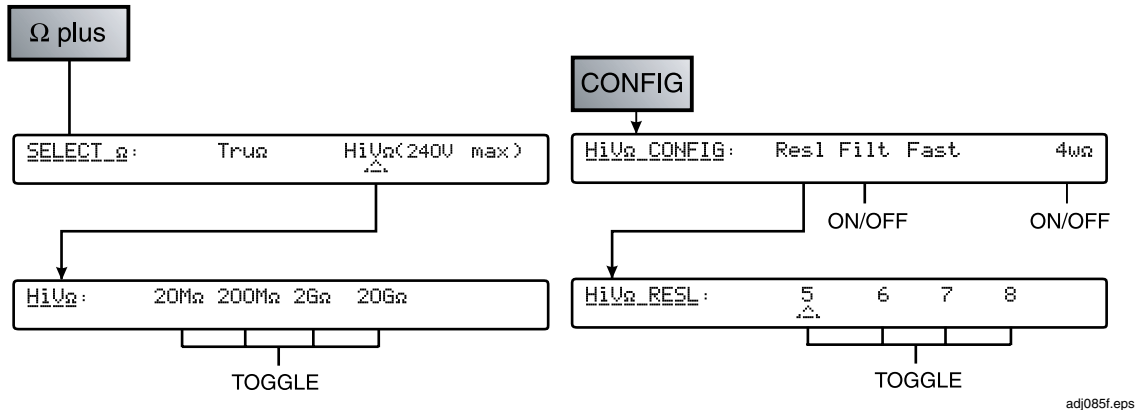 Ω plus
SELECT Ω: TruΩ HiVΩ(240V max)
HiVΩ: 20MΩ 200MΩ 2GΩ 20GΩ
TOGGLE
CONFIG
HiVΩ CONFIG: Resl Filt Fast 4wΩ
ON/OFF ON/OFF
HiVΩ RESL: 5 6 7 8
TOGGLE
adj085f.eps